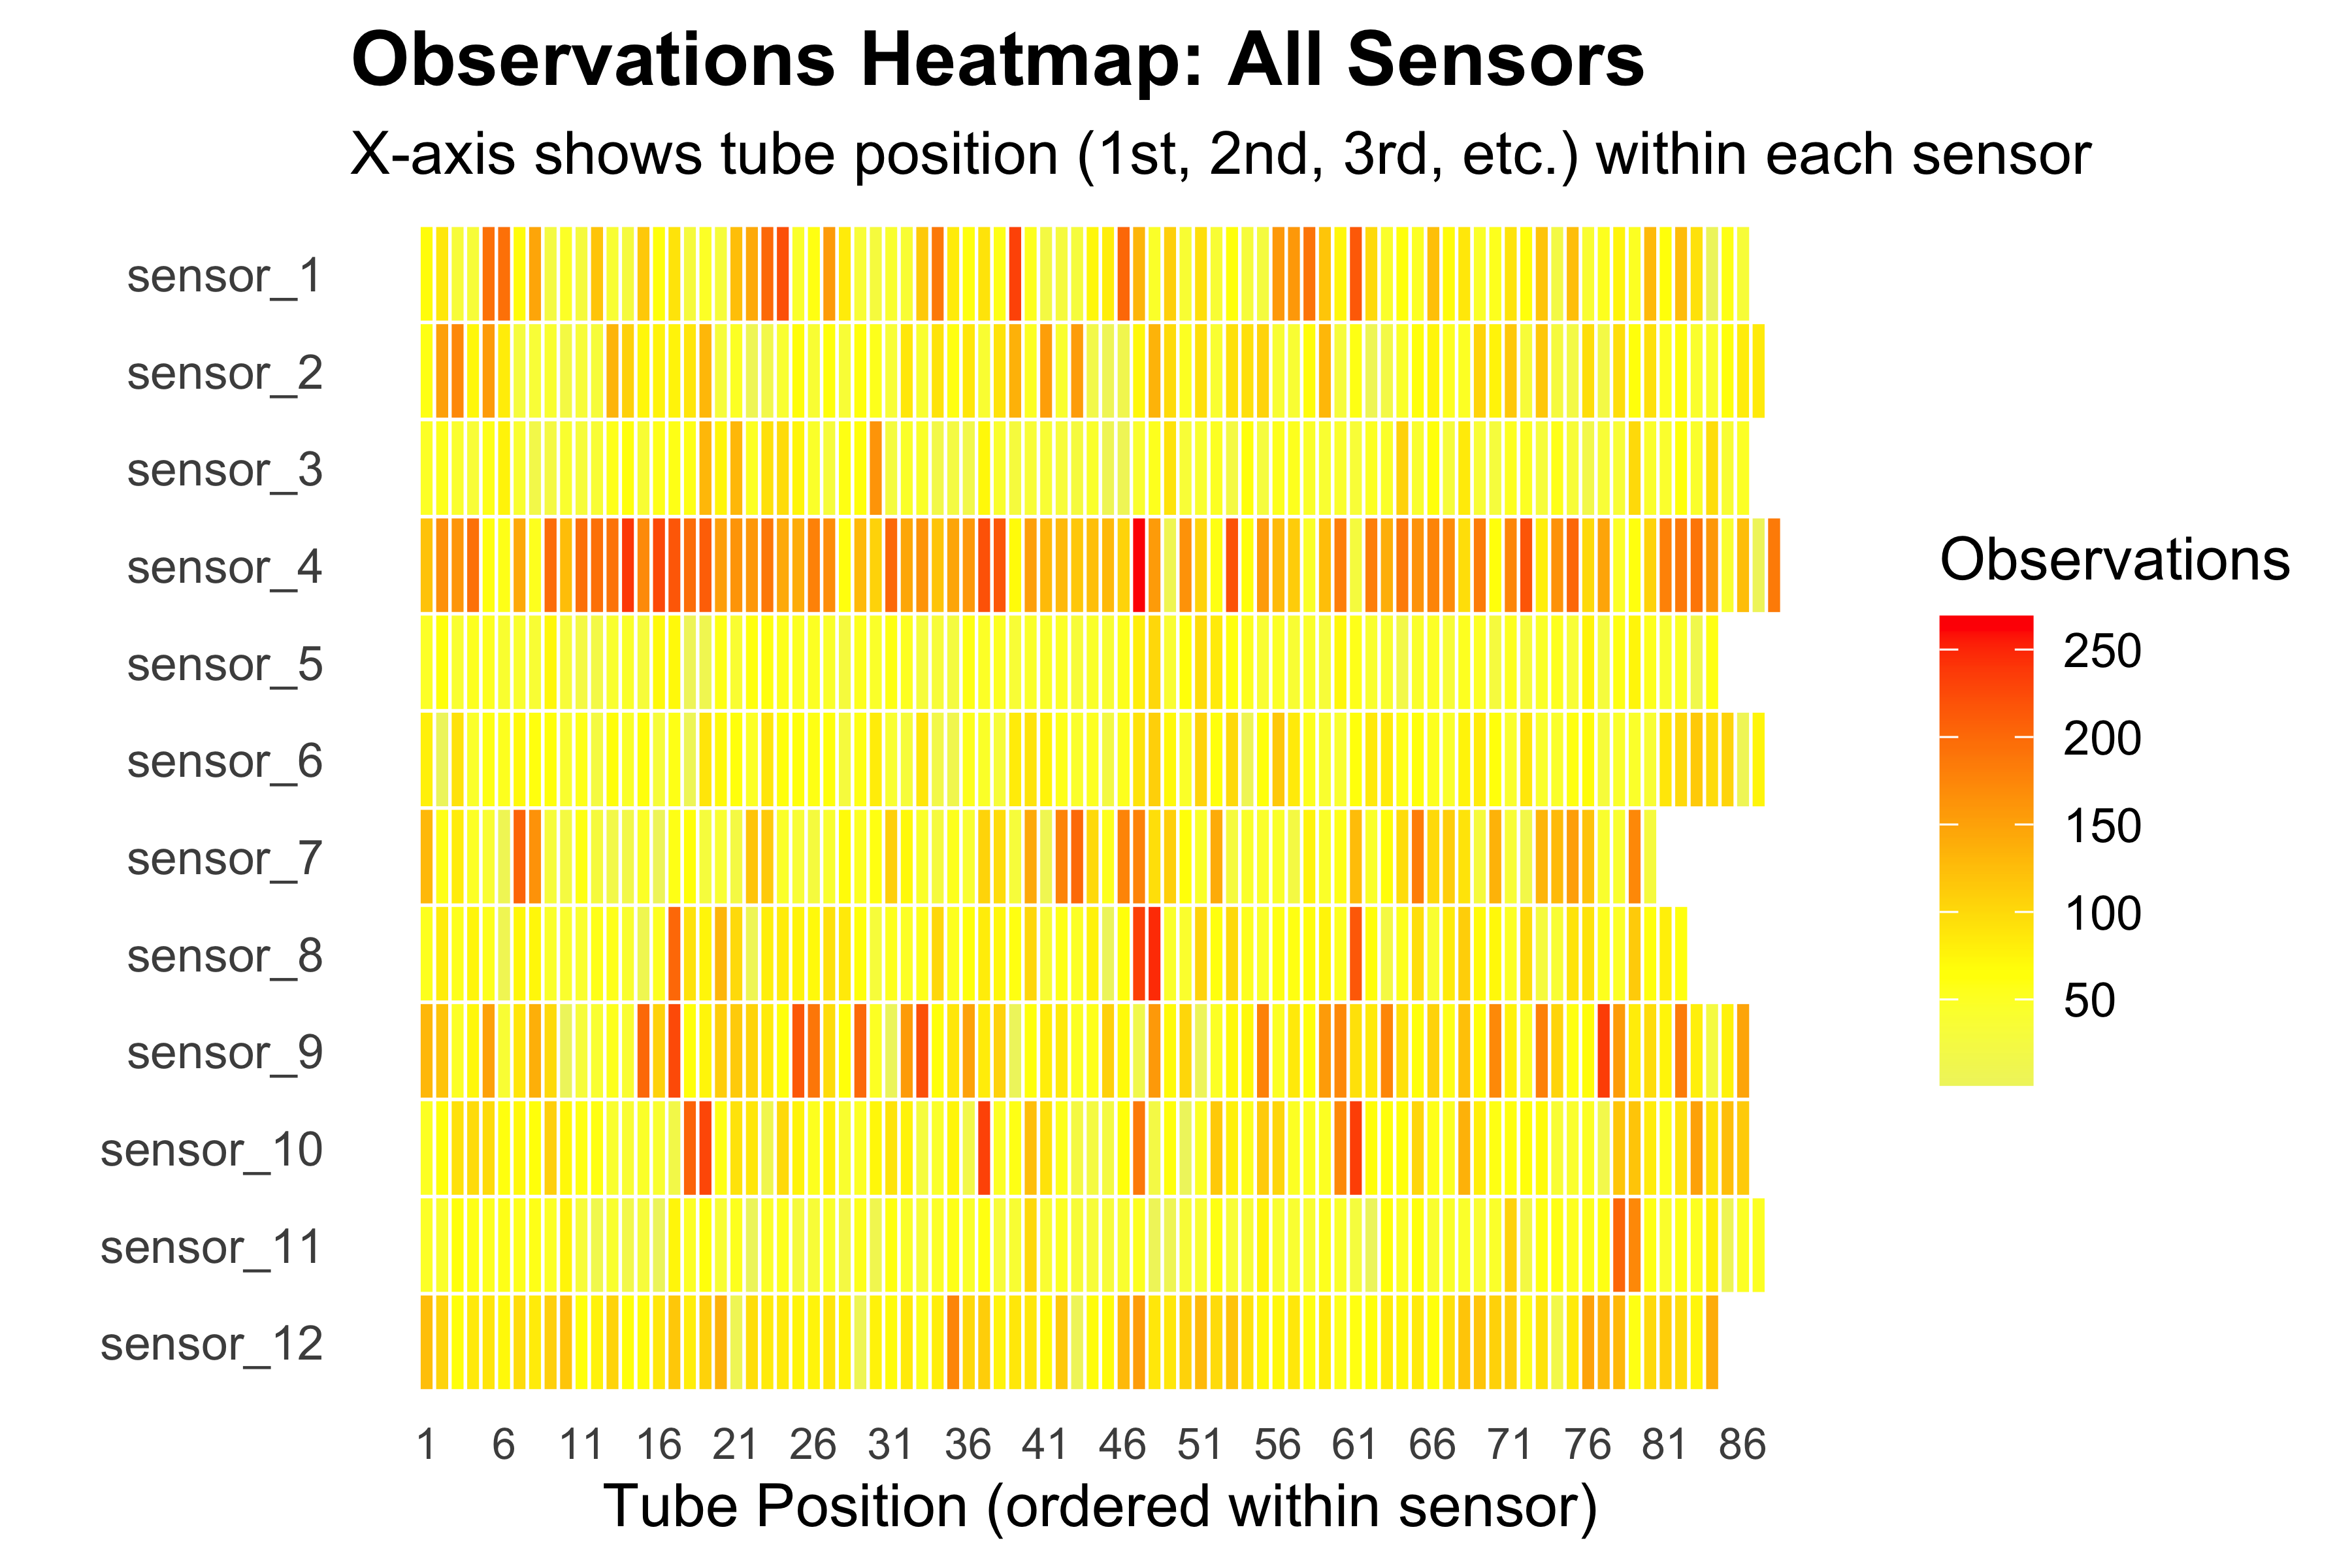 Observations Heatmap: All Sensors
X-axis shows tube position (1st, 2nd, 3rd, etc.) within each sensor
sensor_1
sensor_2
sensor_3
sensor_4
sensor_5
sensor_6
sensor_7
sensor_8
sensor_9
sensor_10
sensor_11
sensor_12
1 6 11 16 21 26 31 36 41 46 51 56 61 66 71 76 81 86
Tube Position (ordered within sensor)
Observations
250
200
150
100
50